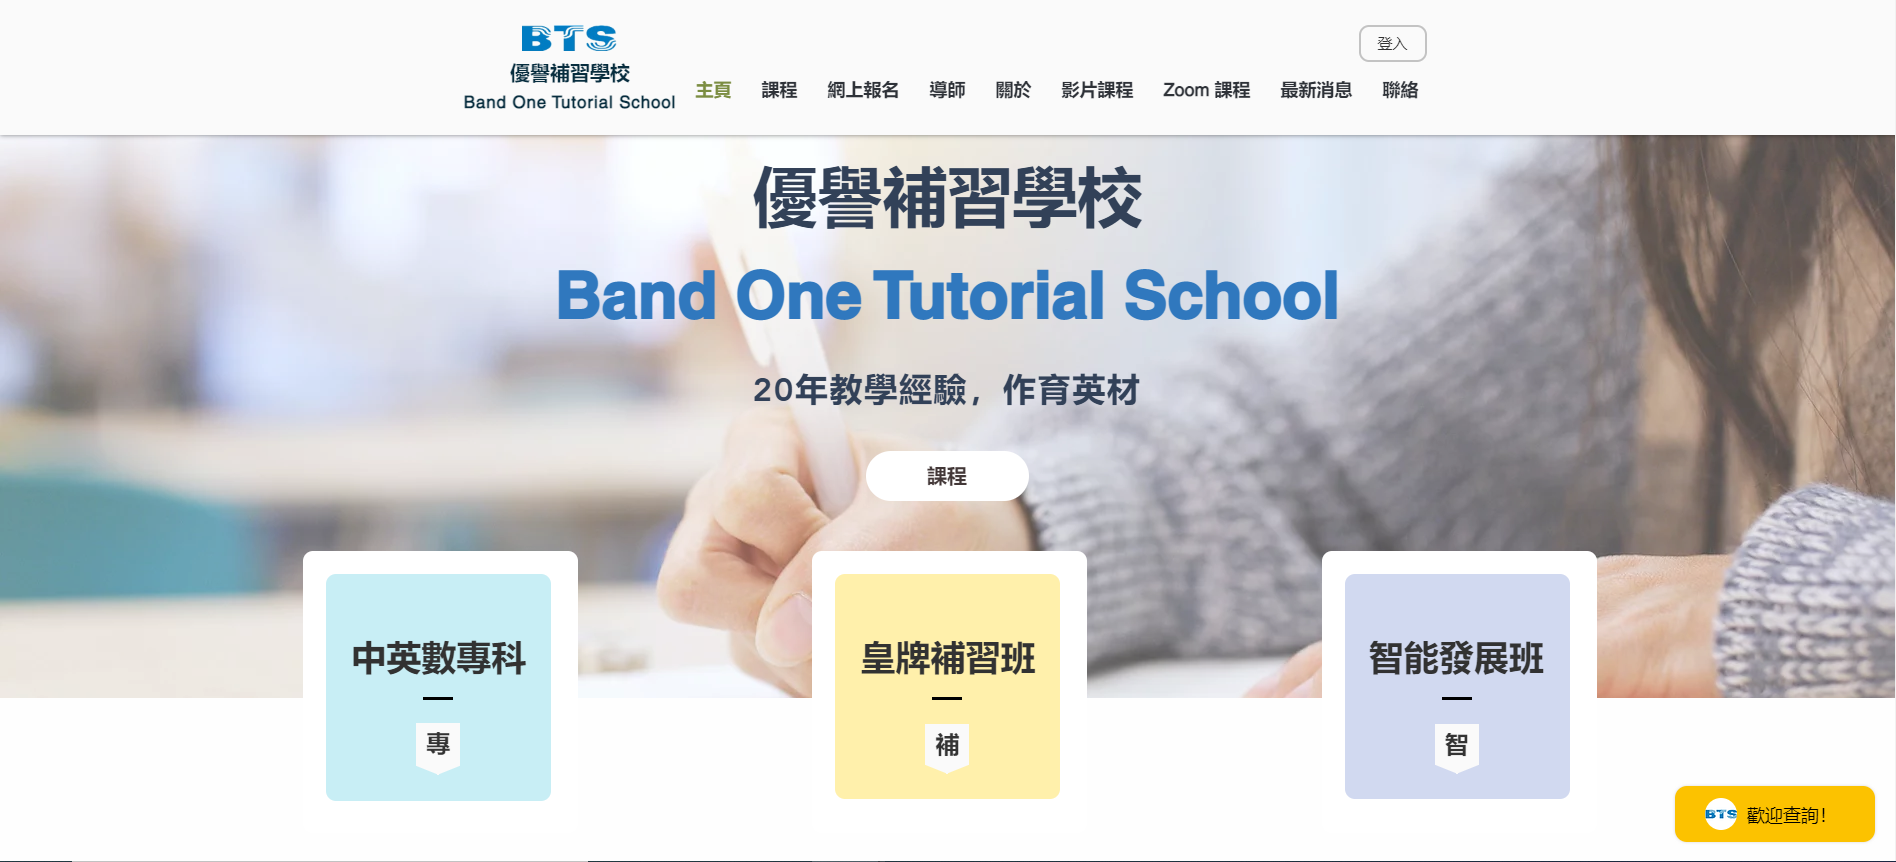 BTS
優譽補習學校
Band One Tutorial School
登入
主頁 課程 網上報名 導師 關於 影片課程 Zoom 課程 最新消息 聯絡
優譽補習學校
Band One Tutorial School
20年教學經驗，作育英材
課程
中英數專科
專
皇牌補習班
補
智能發展班
智
BTS 歡迎查詢!